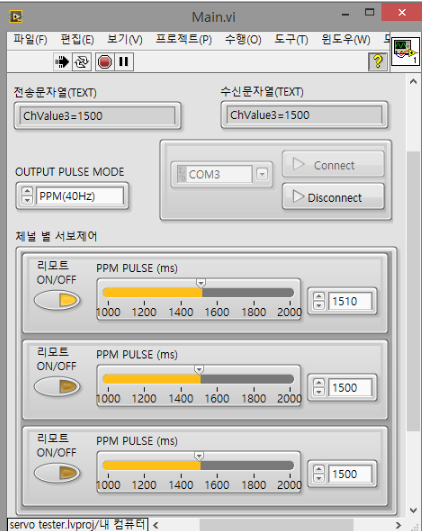 Main.vi
파일(F) 편집(E) 보기(V) 프로젝트(P) 수행(O) 도구(T) 윈도우(W)
?
1
전송문자열(TEXT) 수신문자열(TEXT)
ChValue3=1500 ChValue3=1500
OUTPUT PULSE MODE
PPM(40Hz)
COM3
Connect
Disconnect
채널 별 서보제어
리모트
ON/OFF
PPM PULSE (ms)
1000 1200 1400 1600 1800 2000
1510
리모트
ON/OFF
PPM PULSE (ms)
1000 1200 1400 1600 1800 2000
1500
리모트
ON/OFF
PPM PULSE (ms)
1000 1200 1400 1600 1800 2000
1500
servo tester.lvproj/내 컴퓨터